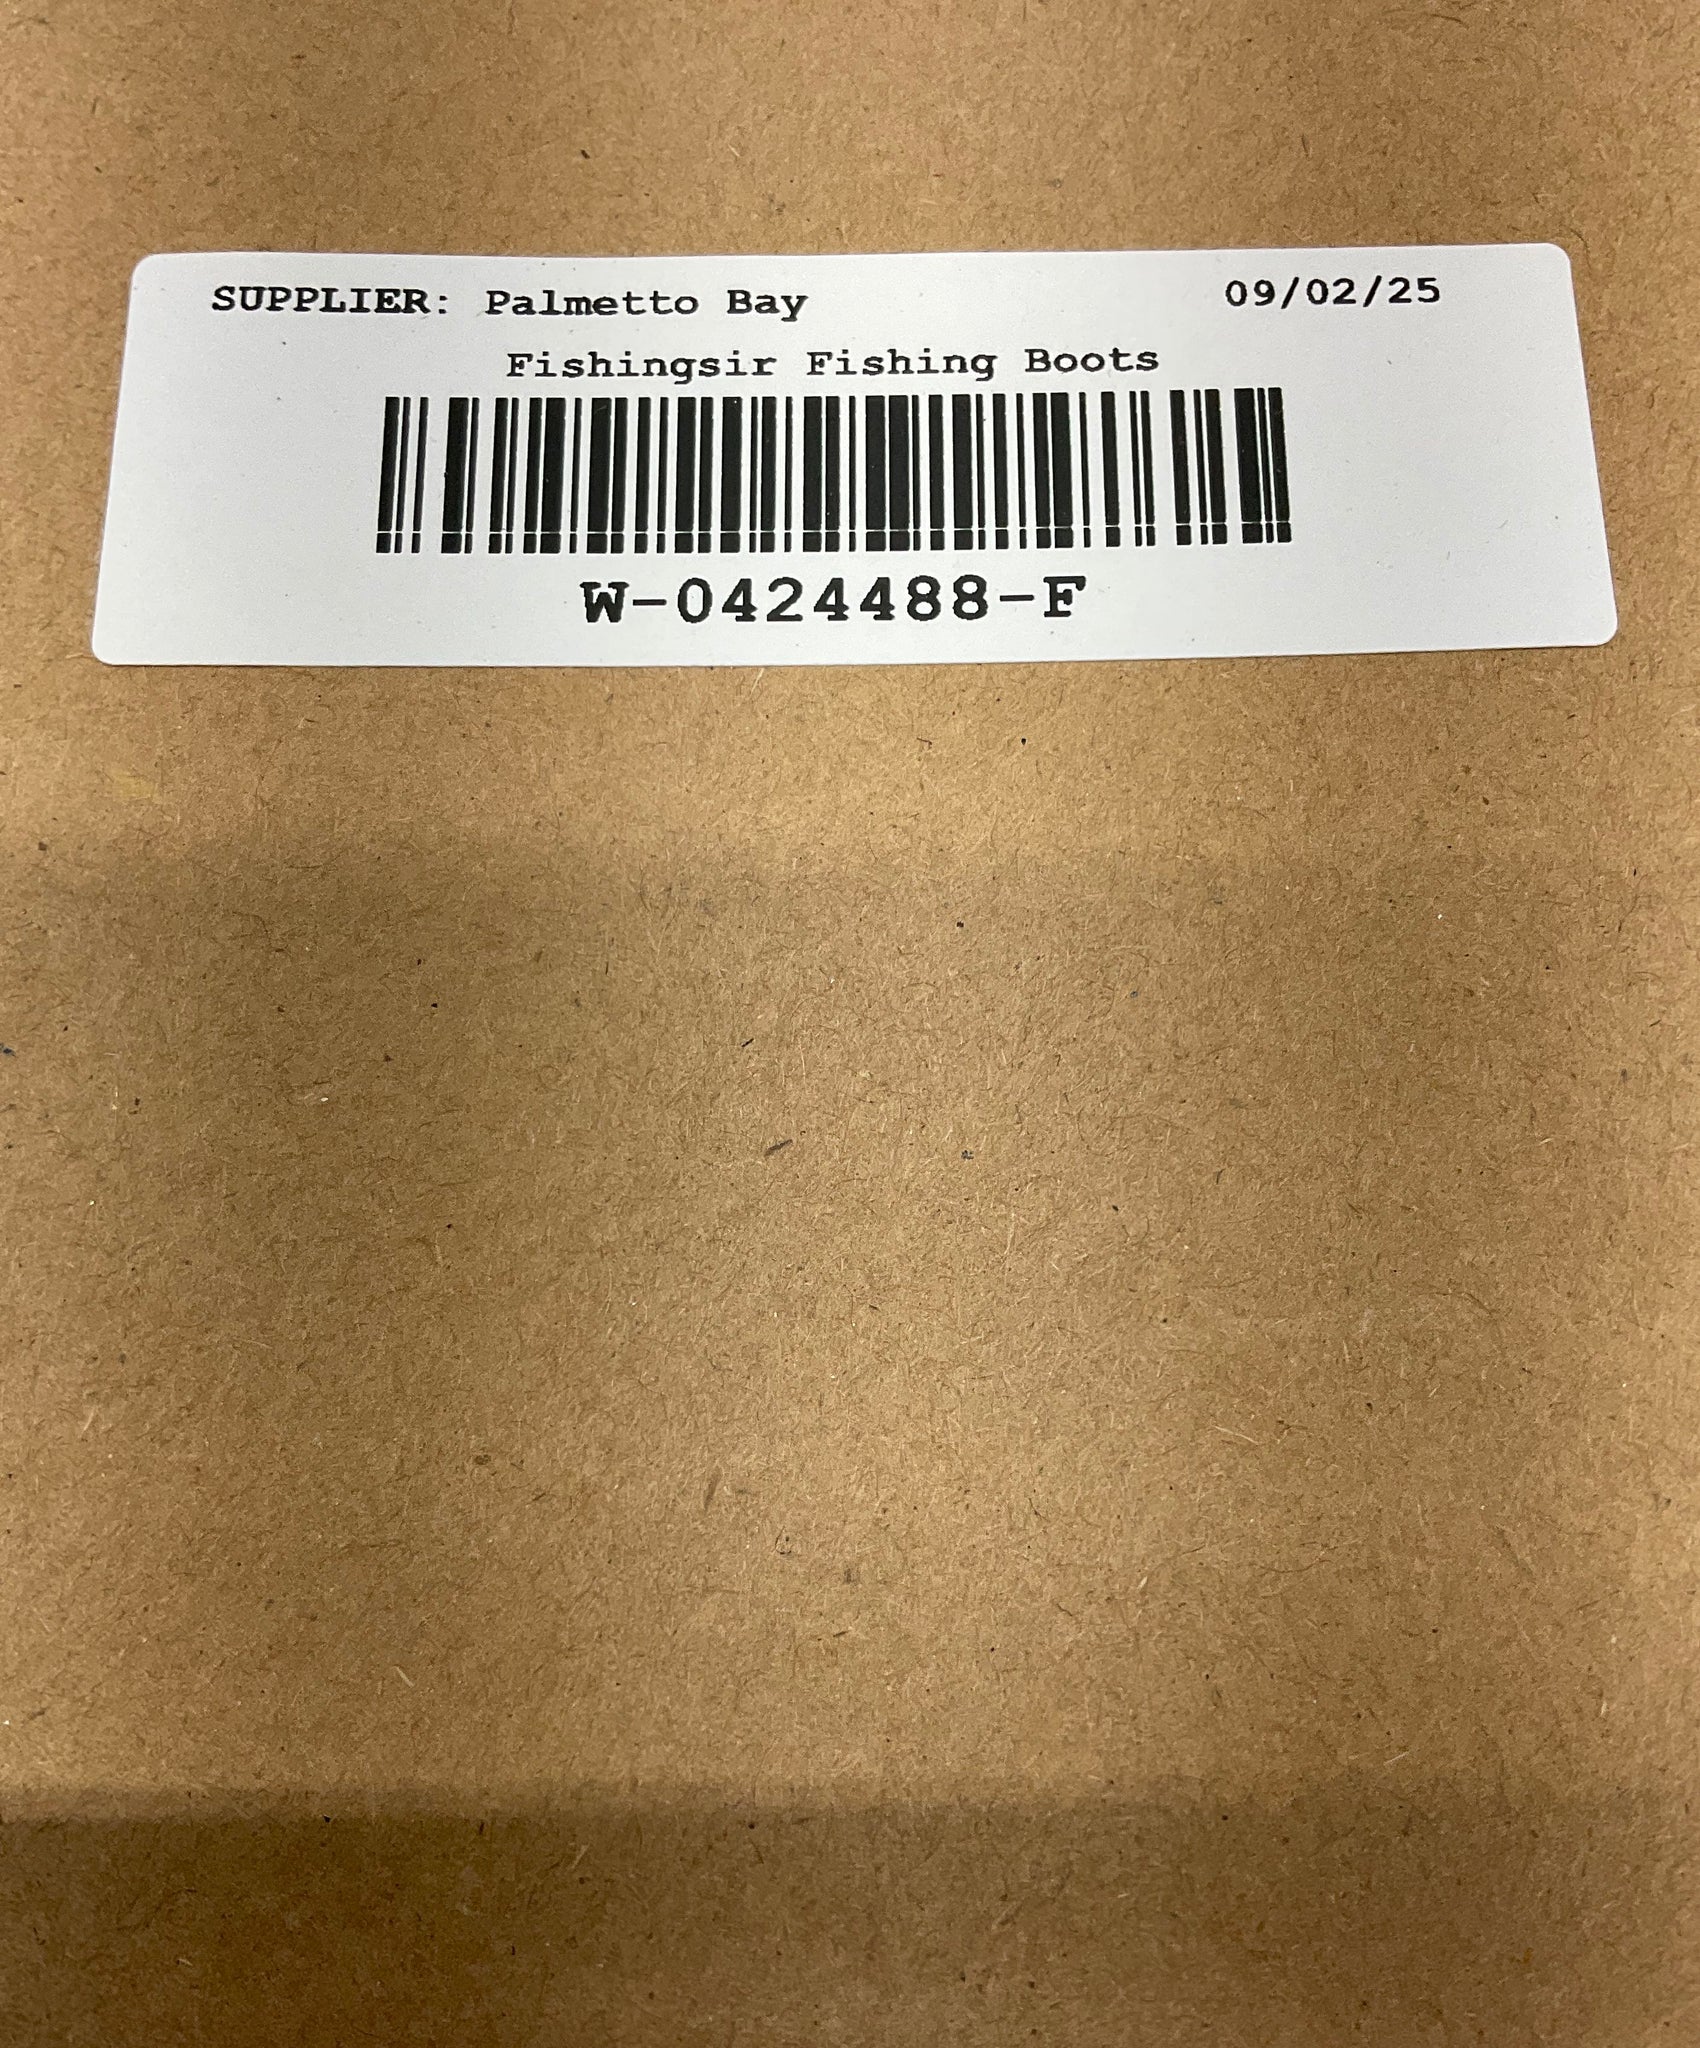 SUPPLIER: Palmetto Bay 09/02/25
Fishingsir Fishing Boots
W-0424488-F